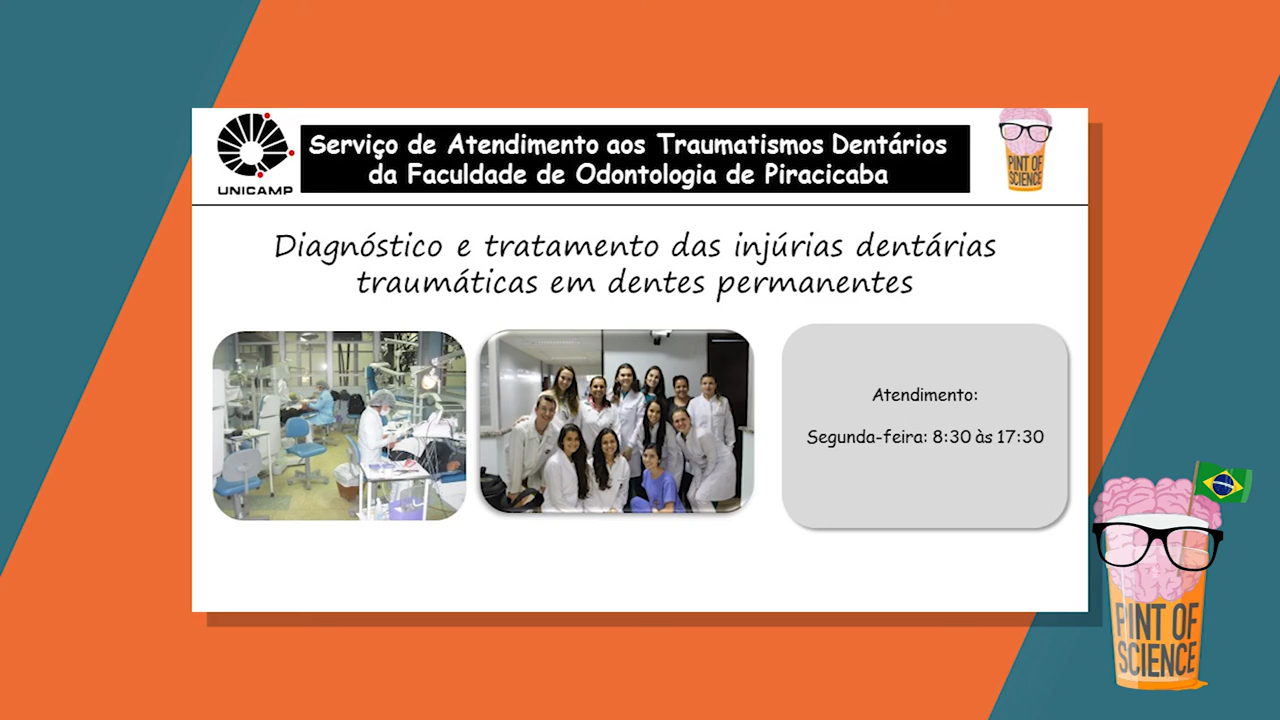 UNICAMP
Serviço de Atendimento aos Traumatismos Dentários
da Faculdade de Odontologia de Piracicaba
PINT OF
SCIENCE
Diagnóstico e tratamento das injúrias dentárias
traumáticas em dentes permanentes
Atendimento:
Segunda-feira: 8:30 às 17:30
PINT OF
SCIENCE